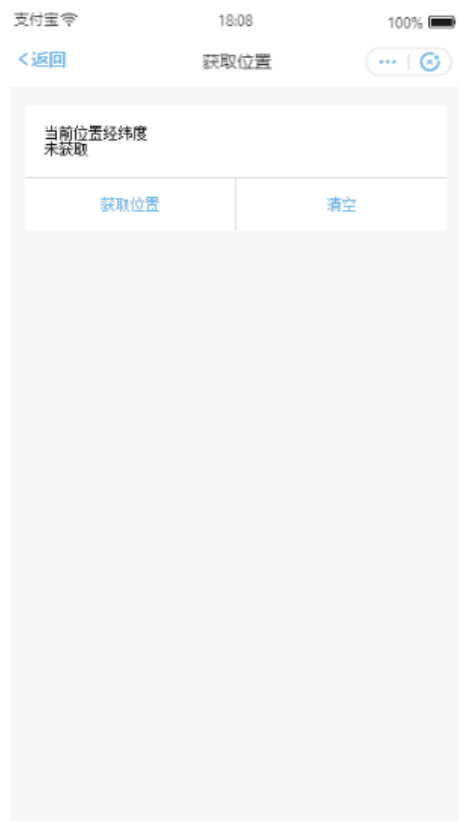 支付宝 18:08 100%
返回 获取位置
当前位置经纬度
未获取
获取位置 清空